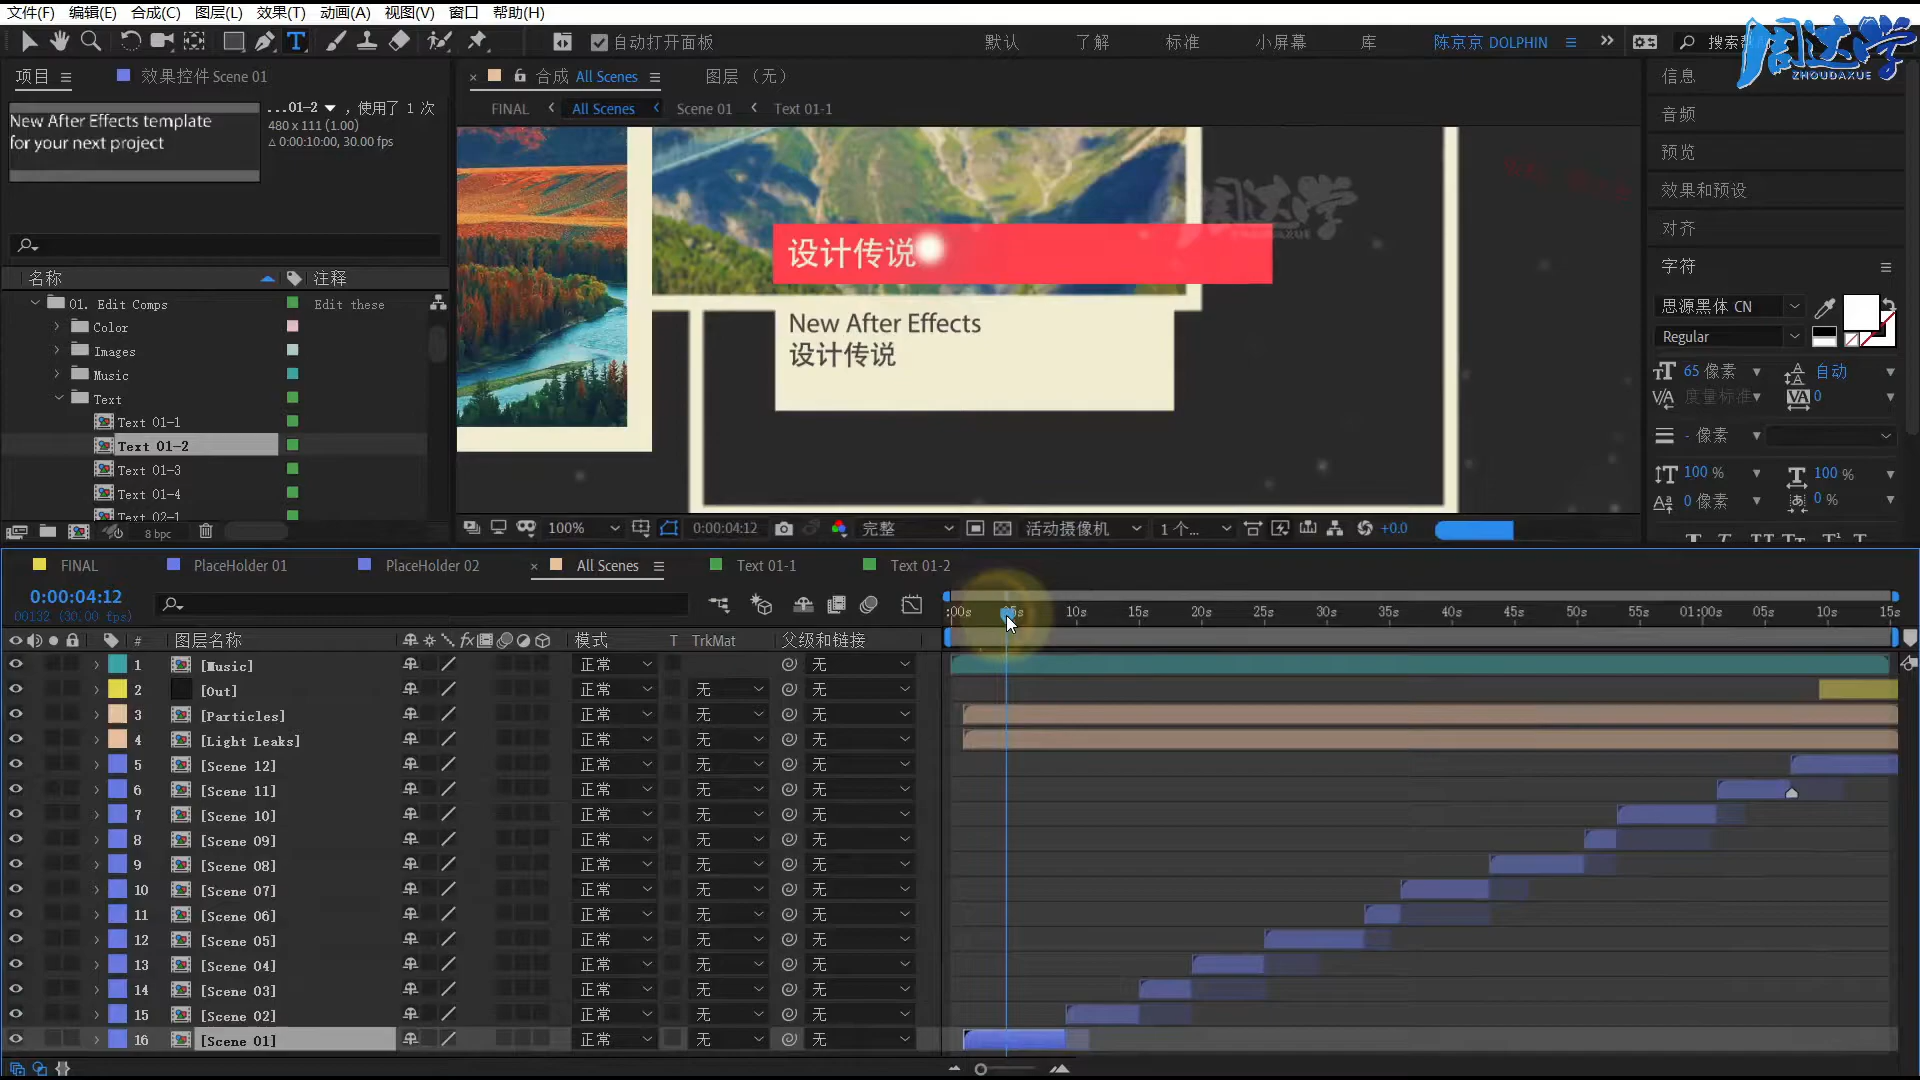 文件(F) 编辑(E) 合成(C) 图层(L) 效果(T) 动画(A) 视图(V) 窗口 帮助(H)
自动打开面板 默认 了解 标准 小屏幕 库 陈京京 DOLPHIN 搜索
周达学
ZHOUDAXUE
项目 效果控件 Scene 01
合成 All Scenes 图层 (无)
FINAL All Scenes Scene 01 Text 01-1
New After Effects template
for your next project
...01-2 , 使用了 1 次
480 x 111 (1.00)
Δ 0:00:10:00, 30.00 fps
名称 注释
01. Edit Comps Edit these
Color
Images
Music
Text
Text 01-1
Text 01-2
Text 01-3
Text 01-4
Text 02-1
8 bpc
设计传说
New After Effects
设计传说
周达学
100% 0:00:04:12 完整 活动摄像机 1 个... +0.0
信息
音频
预览
效果和预设
对齐
字符
思源黑体 CN
Regular
65 像素 自动
度量标准 0
- 像素
100 % 100 %
0 像素 0 %
FINAL PlaceHolder 01 PlaceHolder 02 All Scenes Text 01-1 Text 01-2
0:00:04:12
00132 (30.00 fps)
:00s 05s 10s 15s 20s 25s 30s 35s 40s 45s 50s 55s 01:00s 05s 10s 15s
# 图层名称 模式 T TrkMat 父级和链接
1 [Music] 正常 无
2 [Out] 正常 无 无
3 [Particles] 正常 无 无
4 [Light Leaks] 正常 无 无
5 [Scene 12] 正常 无 无
6 [Scene 11] 正常 无 无
7 [Scene 10] 正常 无 无
8 [Scene 09] 正常 无 无
9 [Scene 08] 正常 无 无
10 [Scene 07] 正常 无 无
11 [Scene 06] 正常 无 无
12 [Scene 05] 正常 无 无
13 [Scene 04] 正常 无 无
14 [Scene 03] 正常 无 无
15 [Scene 02] 正常 无 无
16 [Scene 01] 正常 无 无